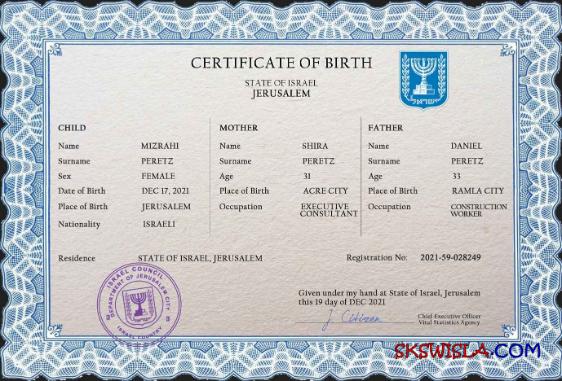 CERTIFICATE OF BIRTH
STATE OF ISRAEL
JERUSALEM
ישראל
CHILD
Name MIZRAHI
Surname PERETZ
Sex FEMALE
Date of Birth DEC 17, 2021
Place of Birth JERUSALEM
Nationality ISRAELI
MOTHER
Name SHIRA
Surname PERETZ
Age 31
Place of Birth ACRE CITY
Occupation EXECUTIVE
CONSULTANT
FATHER
Name DANIEL
Surname PERETZ
Age 33
Place of Birth RAMLA CITY
Occupation CONSTRUCTION
WORKER
Residence STATE OF ISRAEL, JERUSALEM
Registration No: 2021-59-028249
ISRAEL COUNCIL
DEPARTMENT OF JERUSALEM CITY
ISRAEL COUNTRY
Given under my hand at State of Israel, Jerusalem
this 19 day of DEC 2021
J Citizen
Chief Executive Officer
Vital Statistics Agency
SKSWISLA.COM